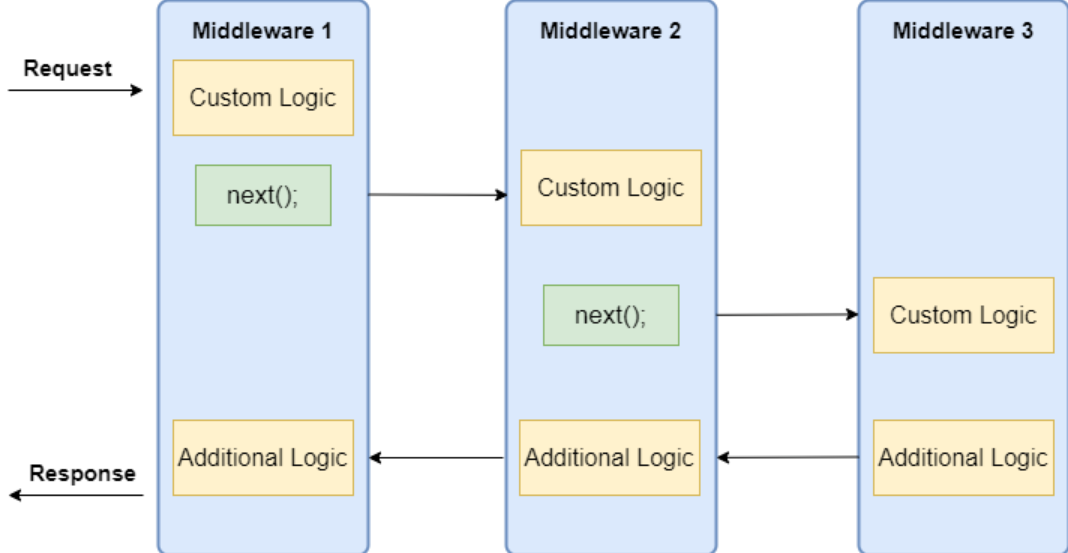 Middleware 1
Middleware 2
Middleware 3
Request
Custom Logic
next();
Custom Logic
next();
Custom Logic
Additional Logic
Additional Logic
Additional Logic
Response